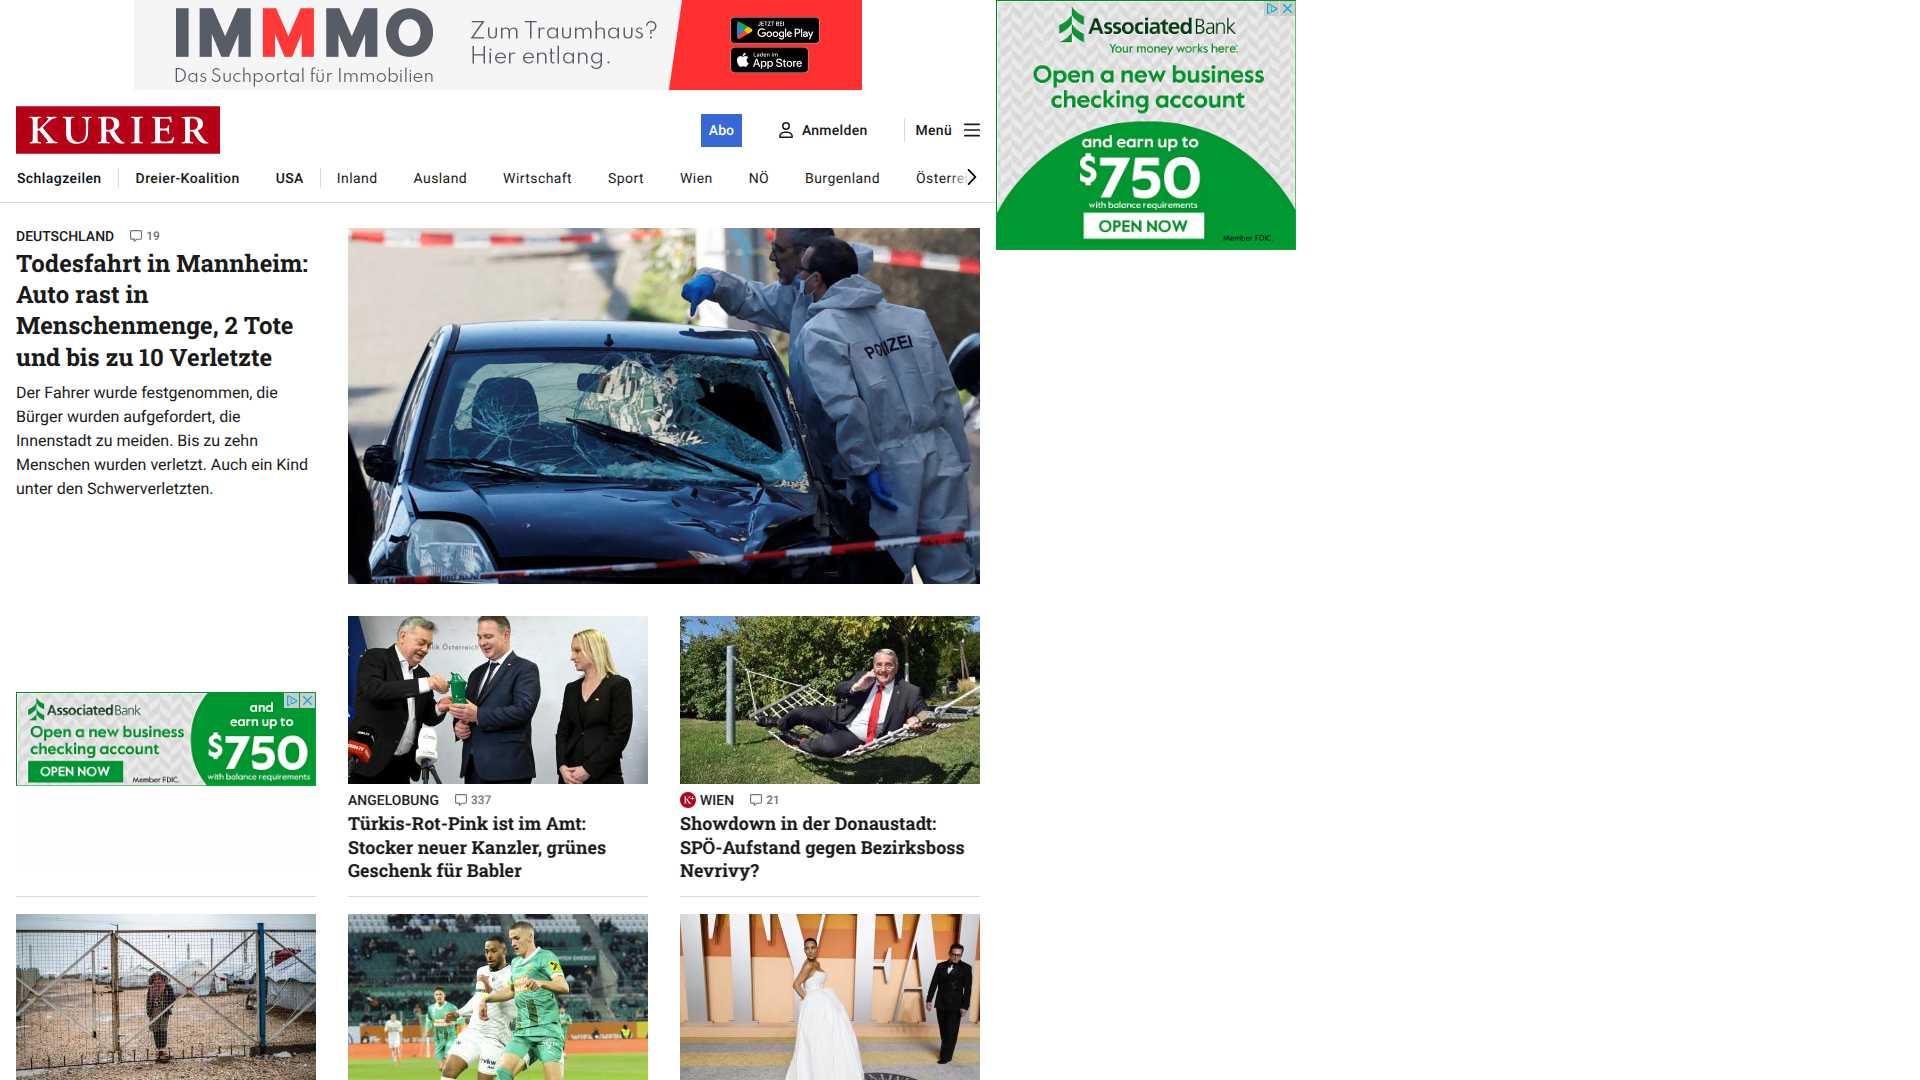 IMMMO
Das Suchportal für Immobilien
Zum Traumhaus?
Hier entlang.
JETZT BEI
Google Play
Laden im
App Store
Associated Bank
Your money works here.
Open a new business
checking account
and earn up to
$750
with balance requirements
OPEN NOW
Member FDIC.
KURIER
Abo
Anmelden
Menü
Schlagzeilen
Dreier-Koalition
USA
Inland
Ausland
Wirtschaft
Sport
Wien
NÖ
Burgenland
Österre
DEUTSCHLAND 19
Todesfahrt in Mannheim:
Auto rast in
Menschenmenge, 2 Tote
und bis zu 10 Verletzte
Der Fahrer wurde festgenommen, die
Bürger wurden aufgefordert, die
Innenstadt zu meiden. Bis zu zehn
Menschen wurden verletzt. Auch ein Kind
unter den Schwerverletzten.
POLIZEI
Associated Bank
Open a new business
checking account
OPEN NOW
Member FDIC.
and
earn up to
$750
with balance requirements
lik Österreich
ANGELOBUNG 337
Türkis-Rot-Pink ist im Amt:
Stocker neuer Kanzler, grünes
Geschenk für Babler
K+ WIEN 21
Showdown in der Donaustadt:
SPÖ-Aufstand gegen Bezirksboss
Nevrivy?